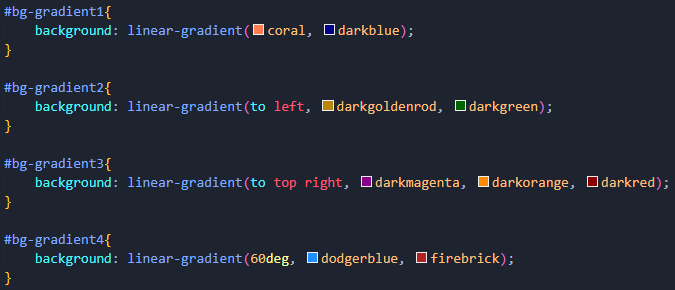 #bg-gradient1{
background: linear-gradient(coral, darkblue);
}
#bg-gradient2{
background: linear-gradient(to left, darkgoldenrod, darkgreen);
}
#bg-gradient3{
background: linear-gradient(to top right, darkmagenta, darkorange, darkred);
}
#bg-gradient4{
background: linear-gradient(60deg, dodgerblue, firebrick);
}